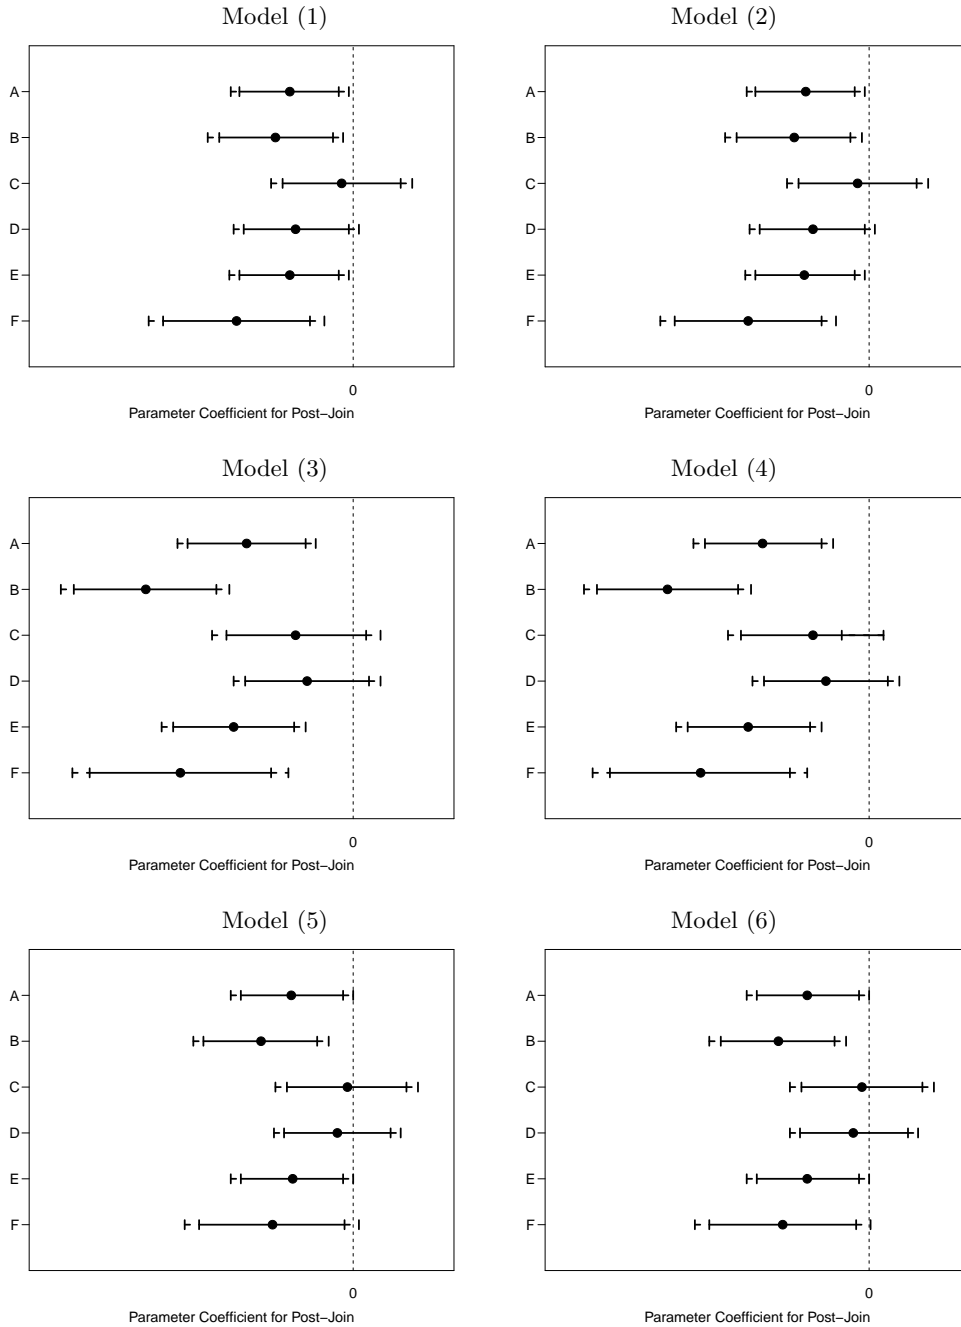 Model (1)
Model (2)
A
B
C
D
E
F
0
Parameter Coefficient for Post−Join
A
B
C
D
E
F
0
Parameter Coefficient for Post−Join
Model (3)
Model (4)
A
B
C
D
E
F
0
Parameter Coefficient for Post−Join
A
B
C
D
E
F
0
Parameter Coefficient for Post−Join
Model (5)
Model (6)
A
B
C
D
E
F
0
Parameter Coefficient for Post−Join
A
B
C
D
E
F
0
Parameter Coefficient for Post−Join